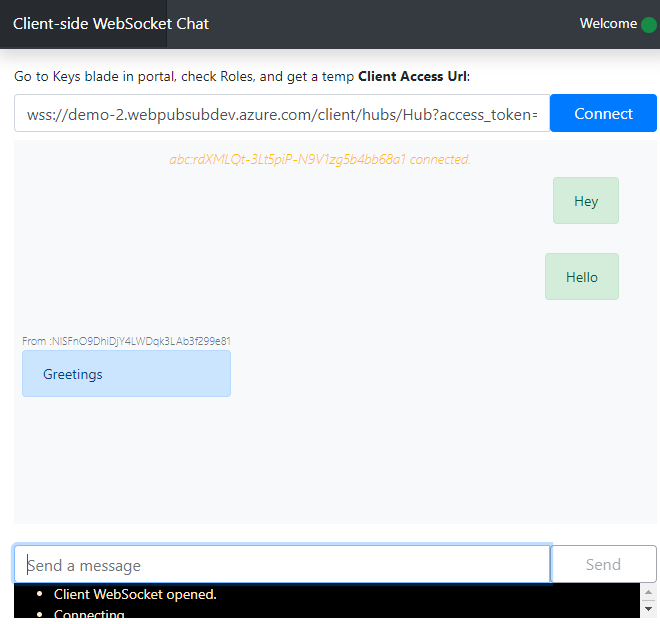 Client-side WebSocket Chat
Welcome
Go to Keys blade in portal, check Roles, and get a temp Client Access Url:
wss://demo-2.webpubsubdev.azure.com/client/hubs/Hub?access_token=
Connect
abc:rdXMLQt-3Lt5piP-N9V1zg5b4bb68a1 connected.
Hey
Hello
From :NlSFnO9DhiDjY4LWDqk3LAb3f299e81
Greetings
Send a message
Send
• Client WebSocket opened.
• Connecting